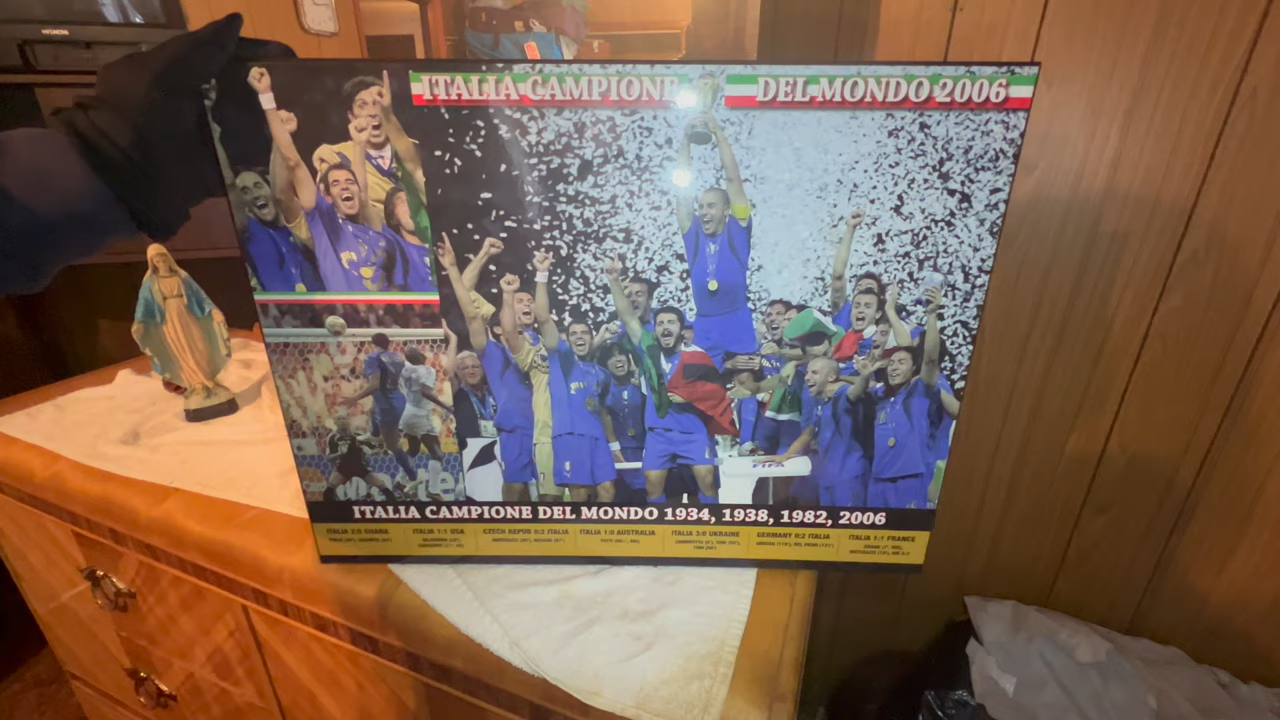 HITACHI
ITALIA CAMPIONE DEL MONDO 2006
FIFA
ITALIA CAMPIONE DEL MONDO 1934, 1938, 1982, 2006
ITALIA 2:0 GHANA
ITALIA 1:1 USA
CZECH REPUB 0:2 ITALIA
ITALIA 1:0 AUSTRALIA
ITALIA 3:0 UKRAINE
GERMANY 0:2 ITALIA
ITALIA 1:1 FRANCE